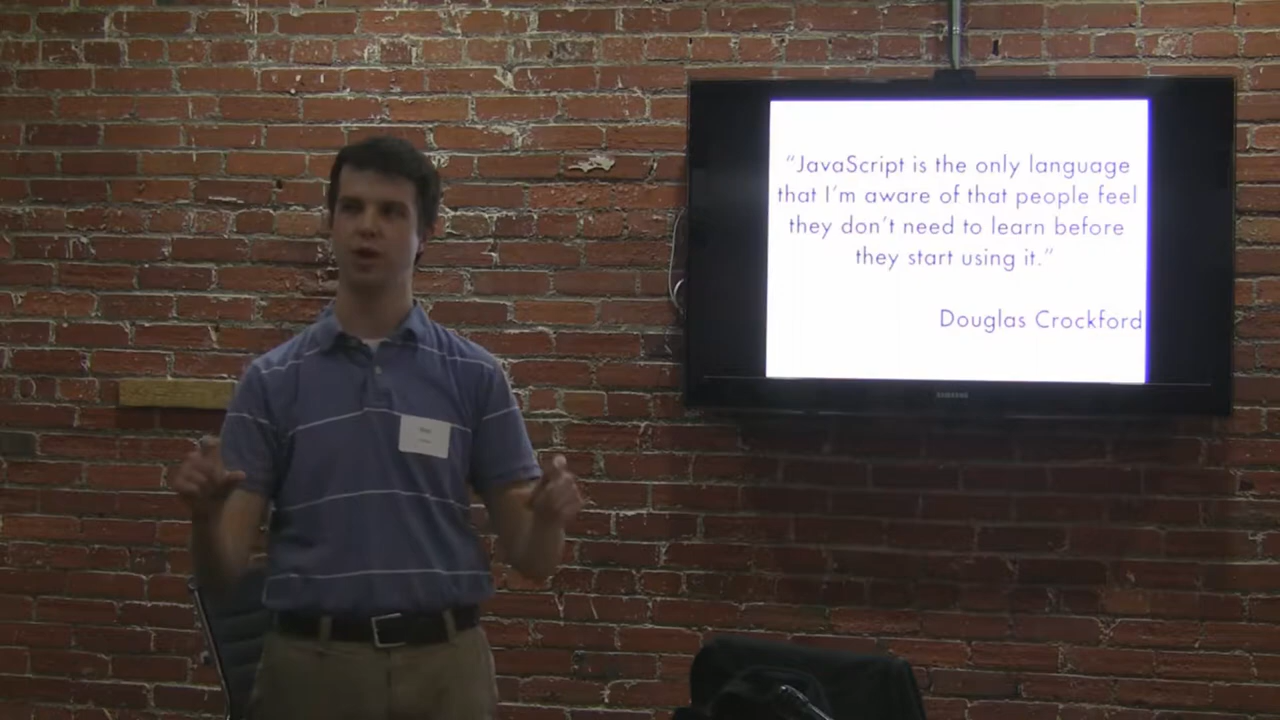 “JavaScript is the only language
that I’m aware of that people feel
they don’t need to learn before
they start using it.”
Douglas Crockford
SAMSUNG